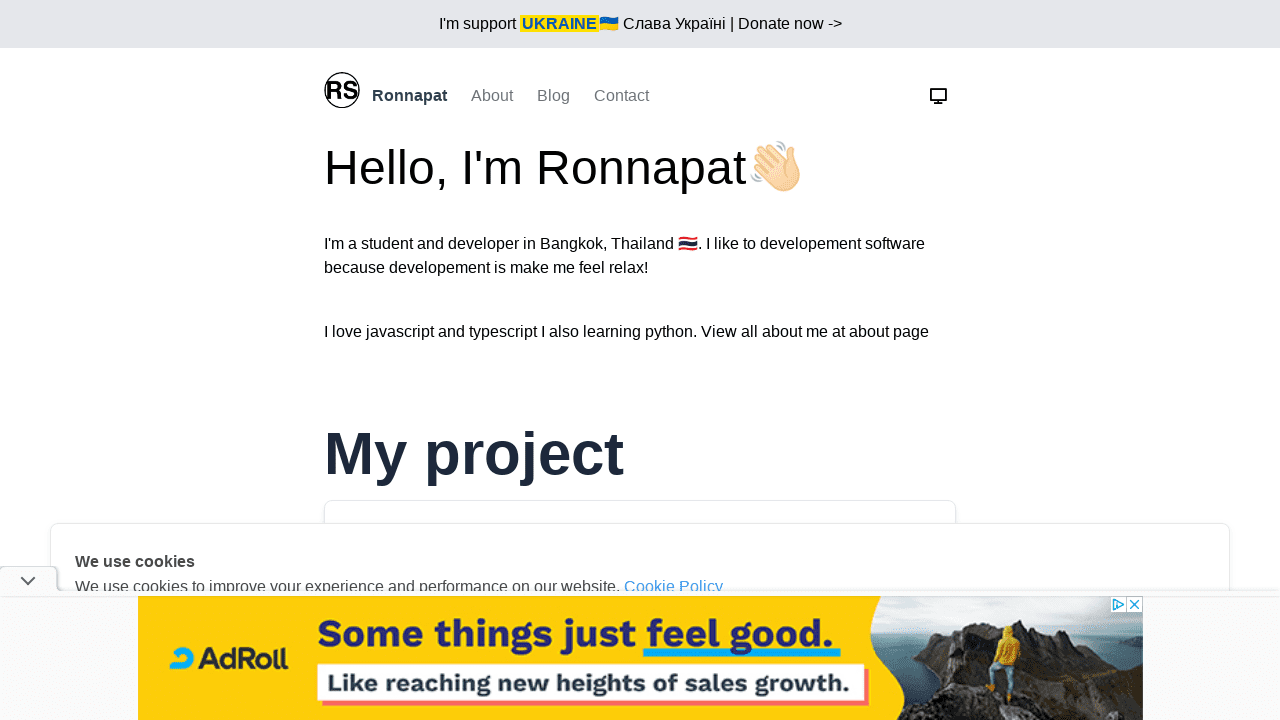 I'm support UKRAINE🇺🇦 Слава Україні | Donate now ->
RS Ronnapat About Blog Contact
Hello, I'm Ronnapat👋🏻
I'm a student and developer in Bangkok, Thailand 🇹🇭. I like to developement software
because developement is make me feel relax!
I love javascript and typescript I also learning python. View all about me at about page
My project
We use cookies
We use cookies to improve your experience and performance on our website. Cookie Policy
AdRoll
Some things just feel good.
Like reaching new heights of sales growth.